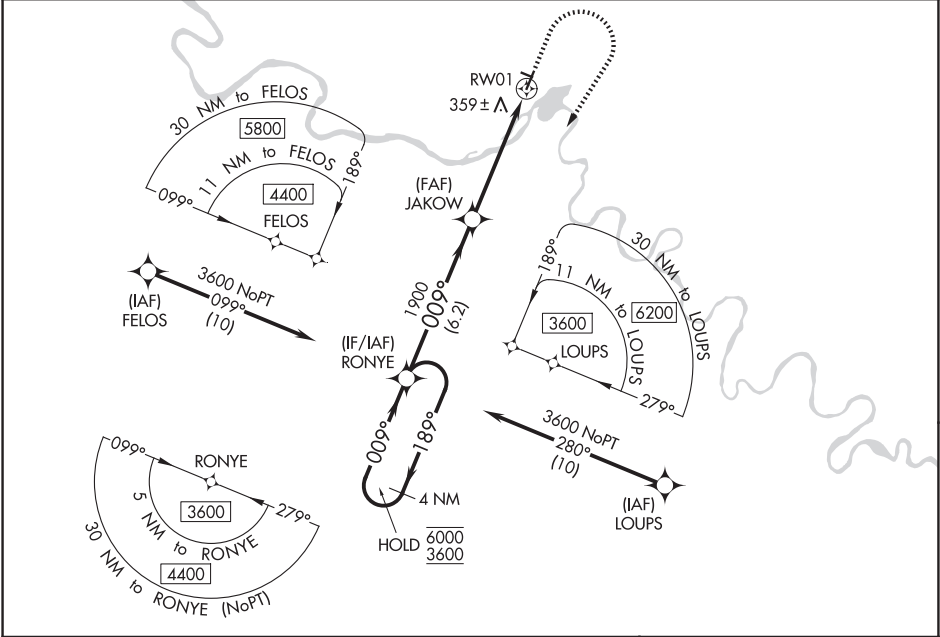 RW01
359 ±
30 NM to FELOS
5800
11 NM to FELOS
4400
099°
189°
FELOS
(FAF)
JAKOW
3600 NoPT
099°
(10)
(IAF)
FELOS
1900
009°
(6.2)
(IF/IAF)
RONYE
30 NM to LOUPS
6200
11 NM to LOUPS
3600
189°
LOUPS
279°
3600 NoPT
280°
(10)
(IAF)
LOUPS
009°
189°
4 NM
HOLD
6000
3600
099°
RONYE
279°
3600
5 NM to RONYE
4400
30 NM to RONYE (NoPT)